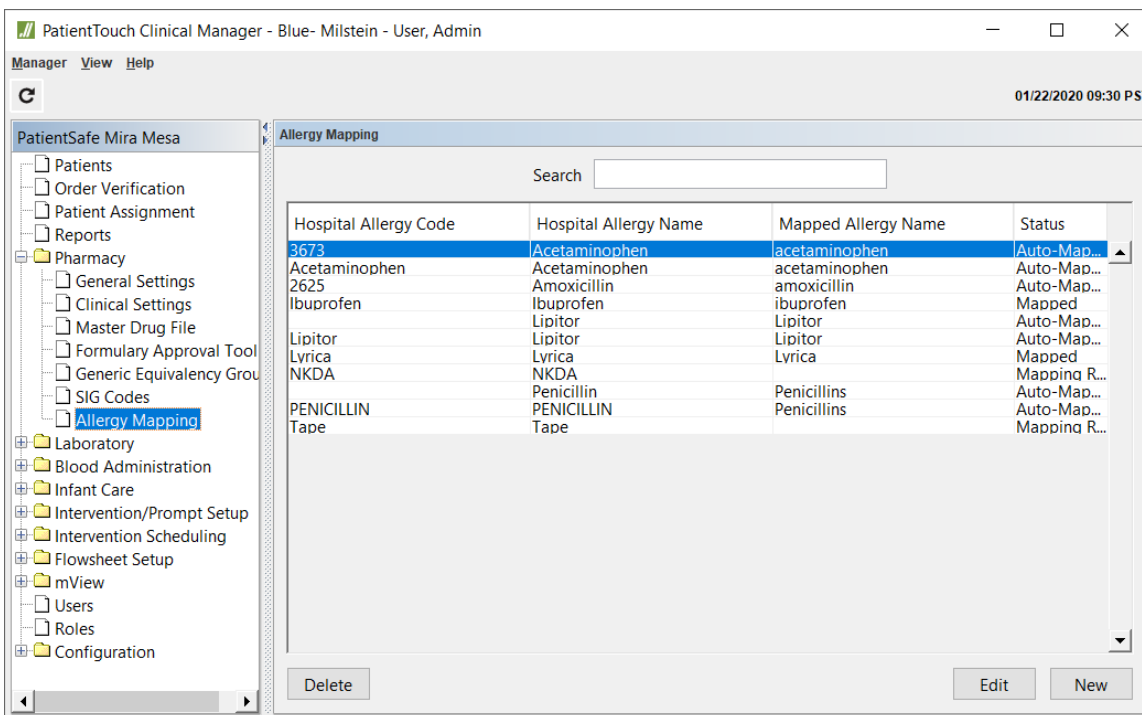 PatientTouch Clinical Manager - Blue- Milstein - User, Admin
Manager View Help
01/22/2020 09:30 PS
PatientSafe Mira Mesa
Patients
Order Verification
Patient Assignment
Reports
Pharmacy
General Settings
Clinical Settings
Master Drug File
Formulary Approval Tool
Generic Equivalency Grou
SIG Codes
Allergy Mapping
Laboratory
Blood Administration
Infant Care
Intervention/Prompt Setup
Intervention Scheduling
Flowsheet Setup
mView
Users
Roles
Configuration
Allergy Mapping
Search
Hospital Allergy Code Hospital Allergy Name Mapped Allergy Name Status
3673 Acetaminophen acetaminophen Auto-Map...
Acetaminophen Acetaminophen acetaminophen Auto-Map...
2625 Amoxicillin amoxicillin Auto-Map...
Ibuprofen Ibuprofen ibuprofen Mapped
Lipitor Lipitor Auto-Map...
Lipitor Lipitor Lipitor Auto-Map...
Lyrica Lyrica Lyrica Mapped
NKDA NKDA Mapping R...
Penicillin Penicillins Auto-Map...
PENICILLIN PENICILLIN Penicillins Auto-Map...
Tape Tape Mapping R...
Delete Edit New